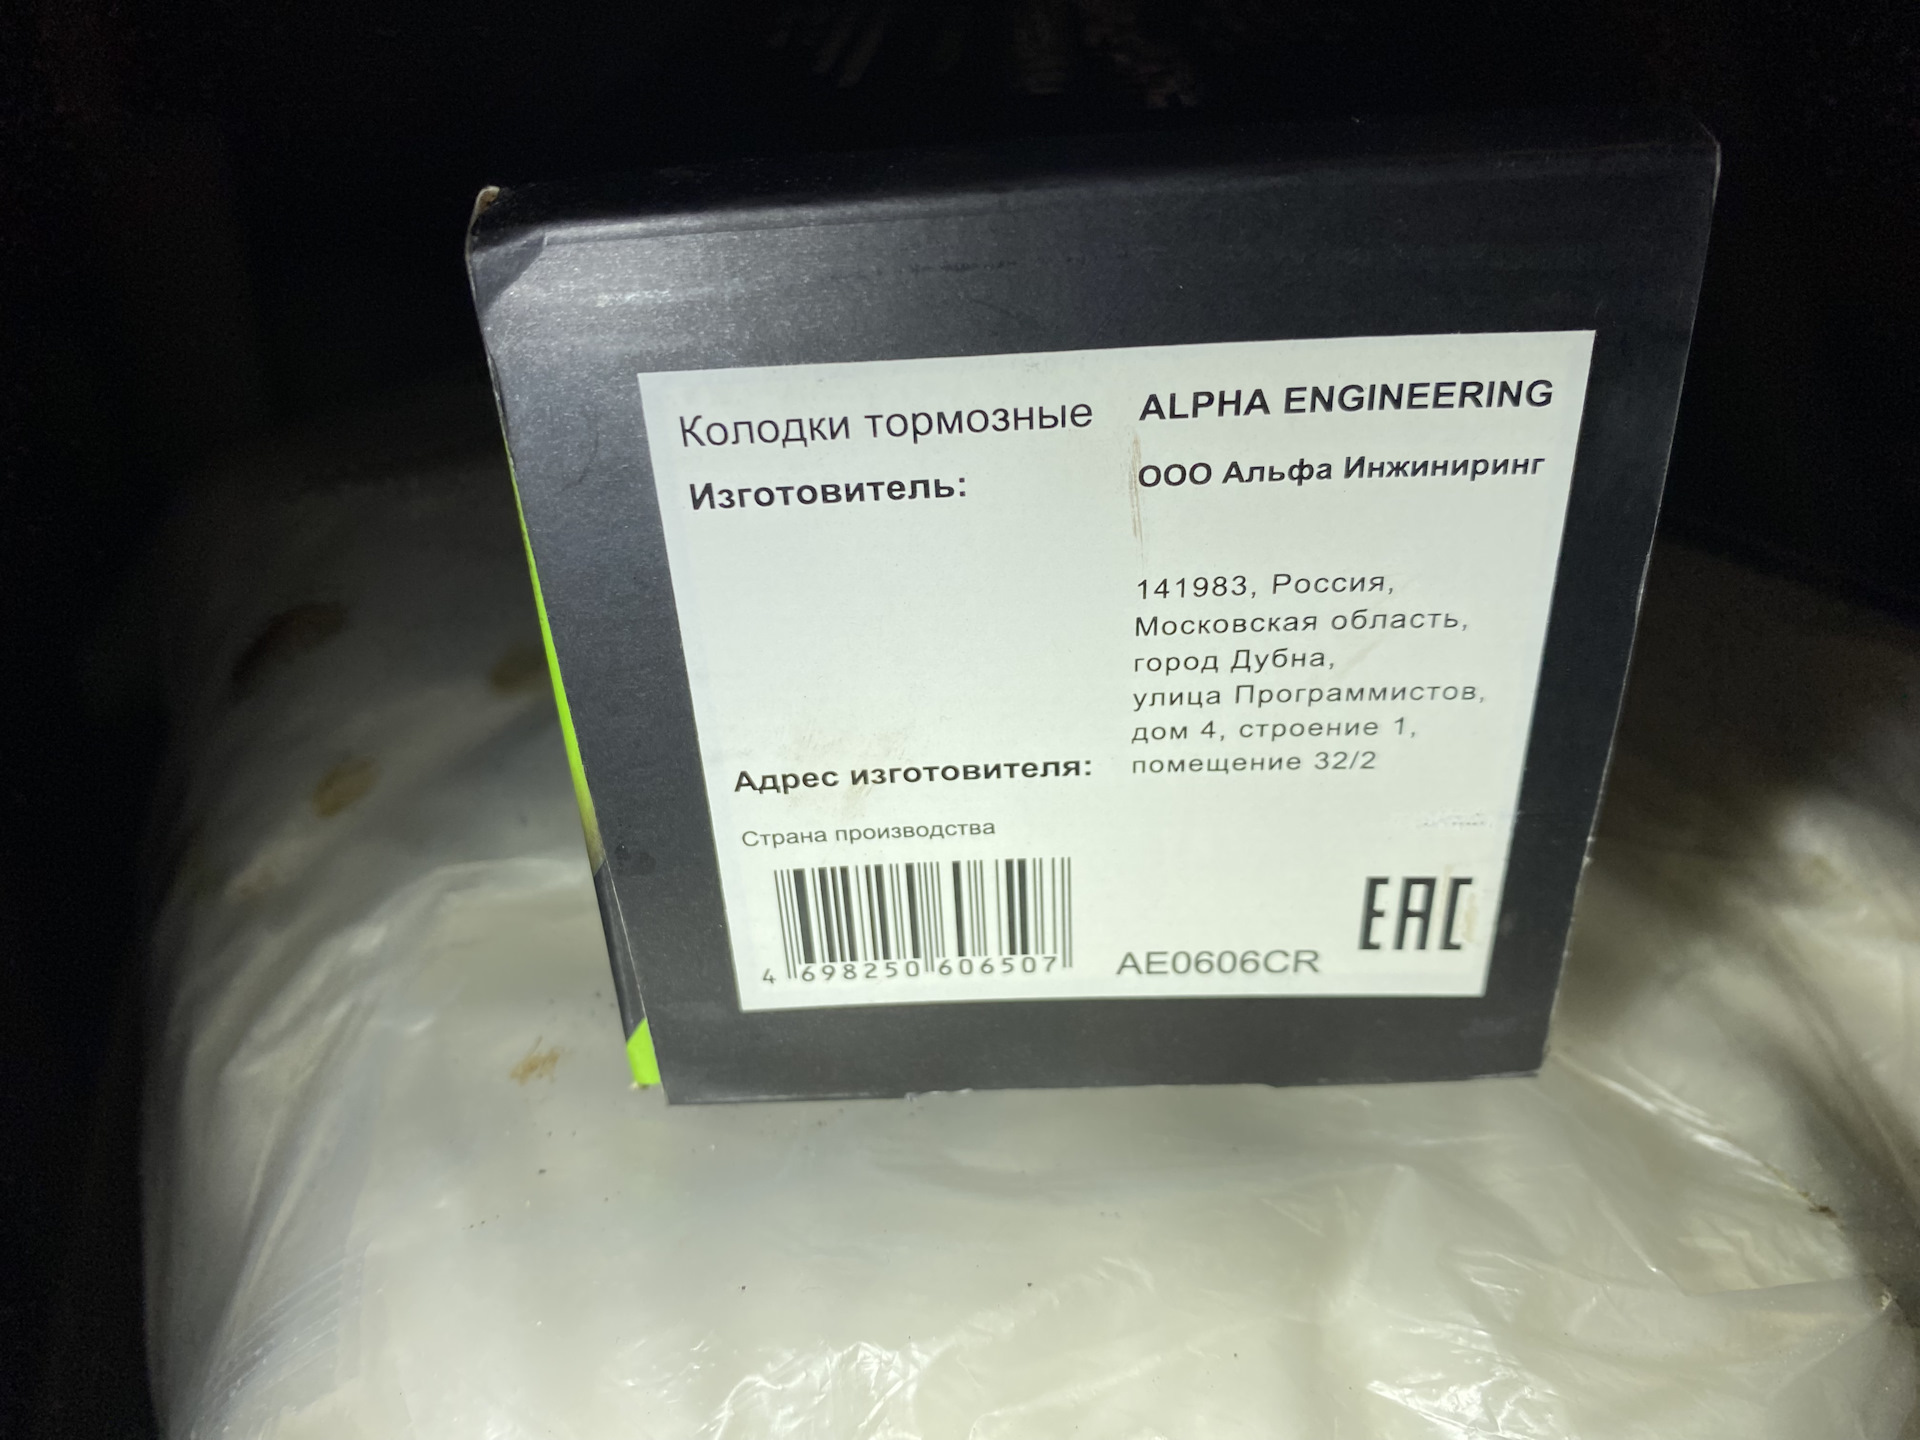 Колодки тормозные ALPHA ENGINEERING
Изготовитель: ООО Альфа Инжиниринг
141983, Россия,
Московская область,
город Дубна,
улица Программистов,
дом 4, строение 1,
Адрес изготовителя: помещение 32/2
Страна производства
4 698250 606507 AE0606CR EAC